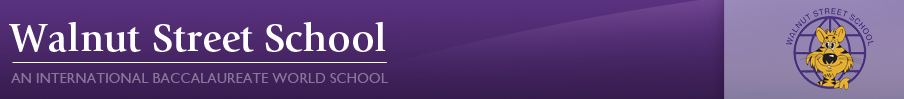 Walnut Street School
AN INTERNATIONAL BACCALAUREATE WORLD SCHOOL
WALNUT STREET SCHOOL